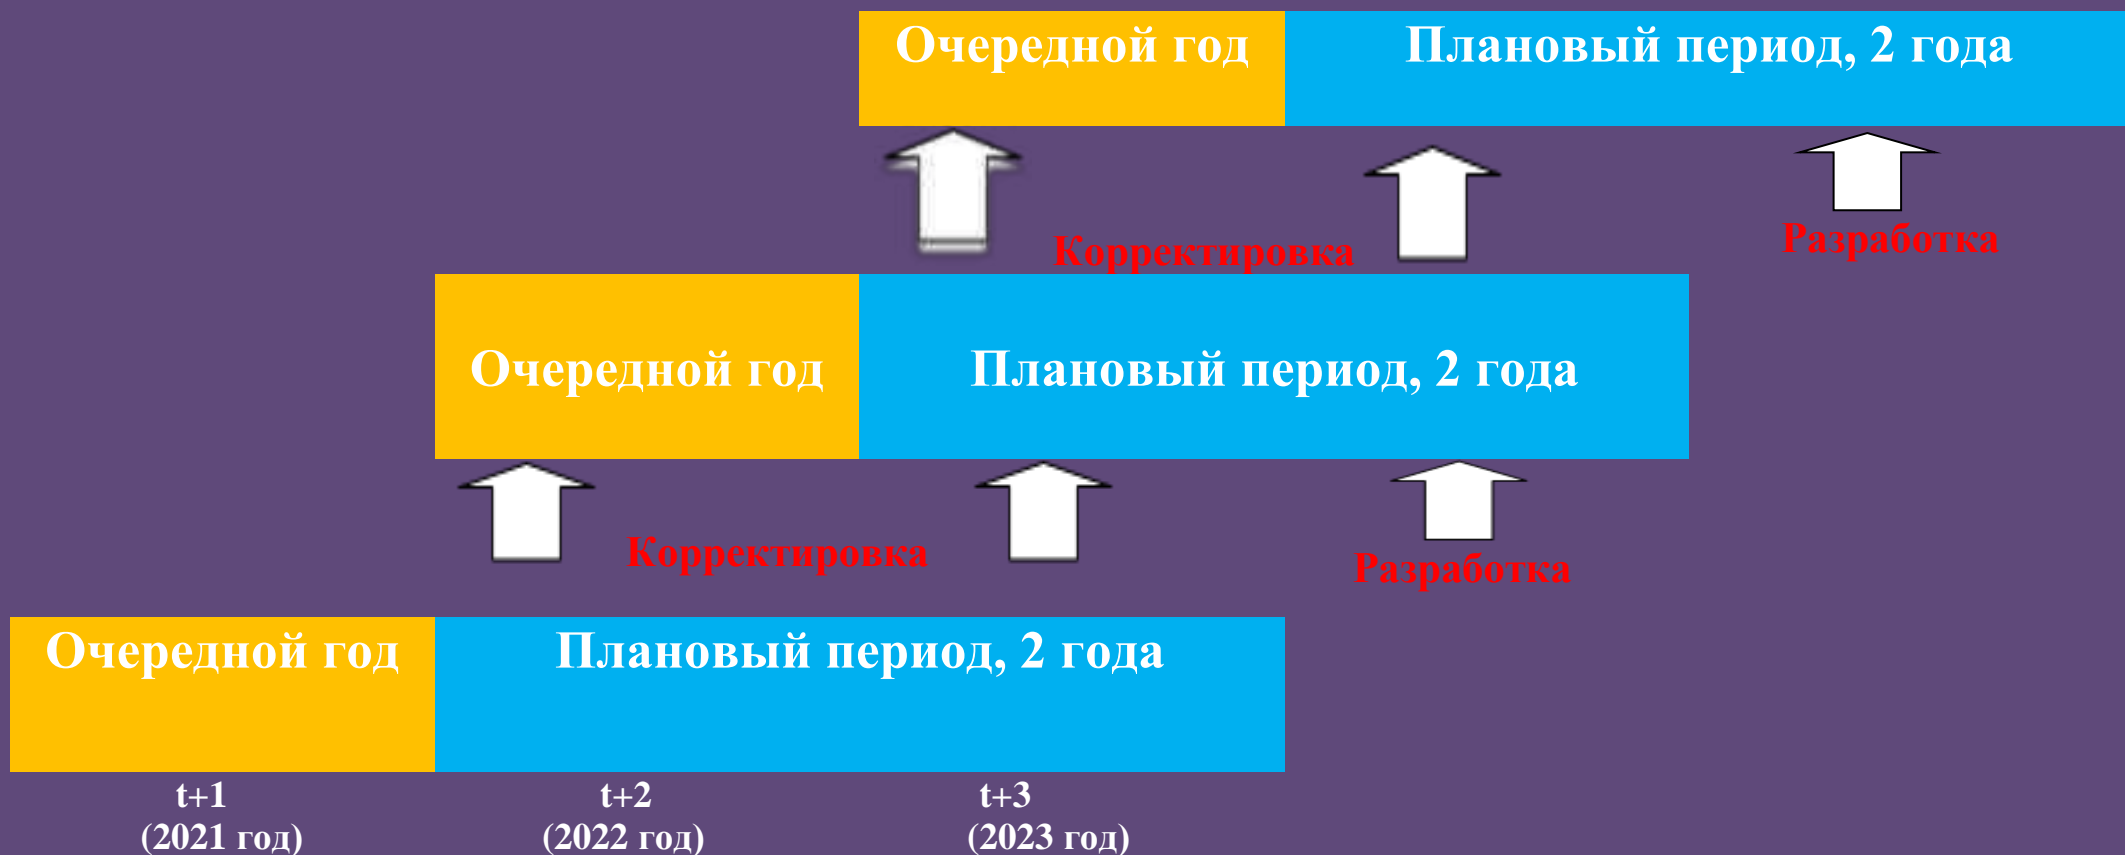 Очередной год
Плановый период, 2 года
Корректировка
Разработка
Очередной год
Плановый период, 2 года
Корректировка
Разработка
Очередной год
Плановый период, 2 года
t+1
(2021 год)
t+2
(2022 год)
t+3
(2023 год)